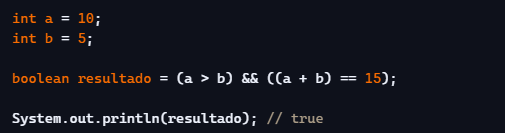 int a = 10;
int b = 5;
boolean resultado = (a > b) && ((a + b) == 15);
System.out.println(resultado); // true